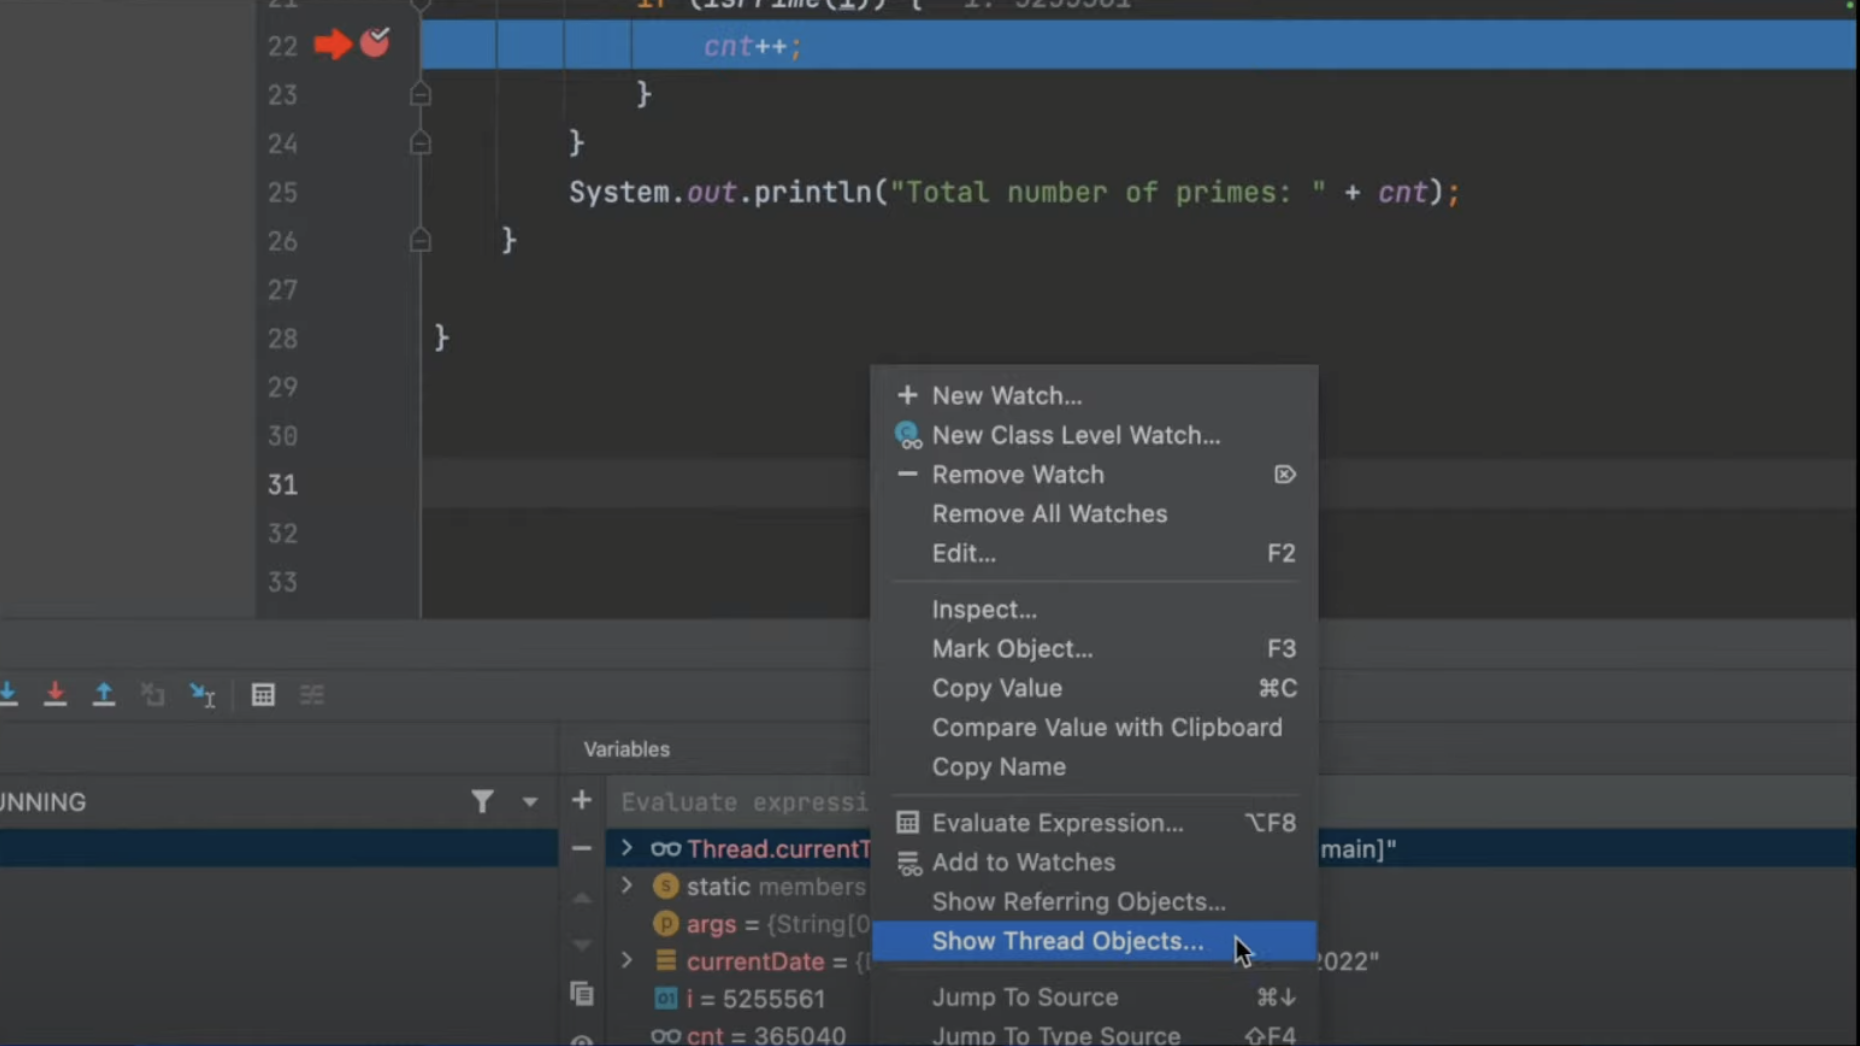 21 if (isPrime(i)) { i: 5255561
22 cnt++;
23 }
24 }
25 System.out.println("Total number of primes: " + cnt);
26 }
27
28 }
29
30
31
32
33
New Watch...
New Class Level Watch...
Remove Watch
Remove All Watches
Edit... F2
Inspect...
Mark Object... F3
Copy Value ⌘C
Compare Value with Clipboard
Copy Name
Evaluate Expression... ⌥F8
Add to Watches
Show Referring Objects...
Show Thread Objects...
Jump To Source ⌘↓
Jump To Type Source ⇧F4
Variables
UNNING
Evaluate expressi
Thread.currentT main]"
static members
args = {String[0
currentDate = { 2022"
i = 5255561
cnt = 365040